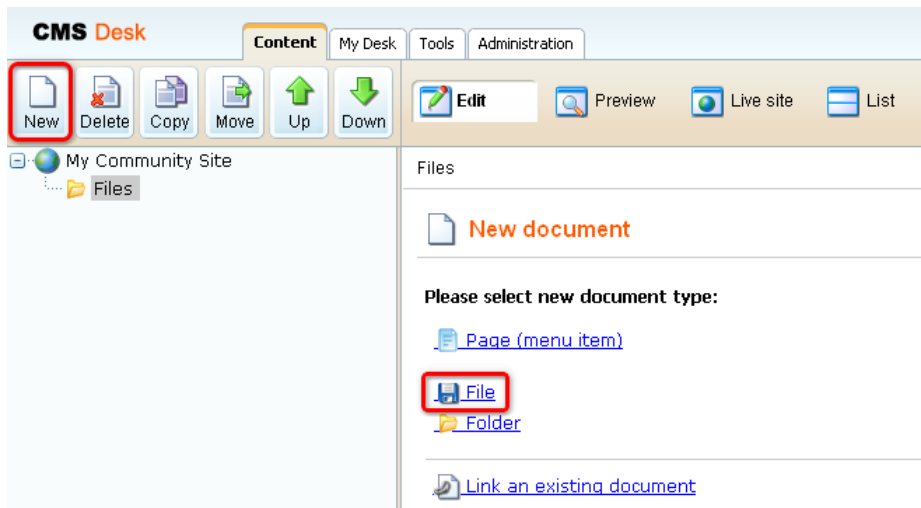 CMS Desk
Content My Desk Tools Administration
New Delete Copy Move Up Down
Edit Preview Live site List
My Community Site
Files
Files
New document
Please select new document type:
Page (menu item)
File
Folder
Link an existing document